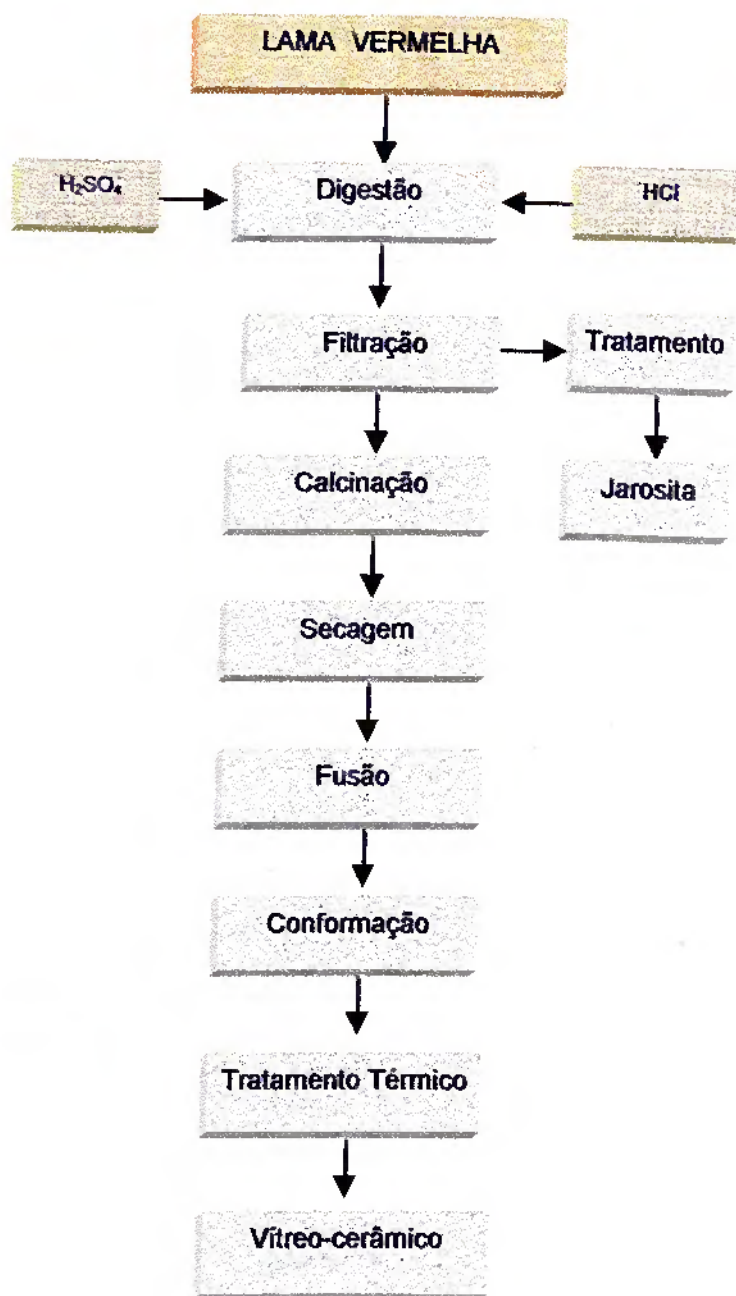 LAMA VERMELHA
H₂SO₄
Digestão
HCl
Filtração
Tratamento
Calcinação
Jarosita
Secagem
Fusão
Conformação
Tratamento Térmico
Vítreo-cerâmico